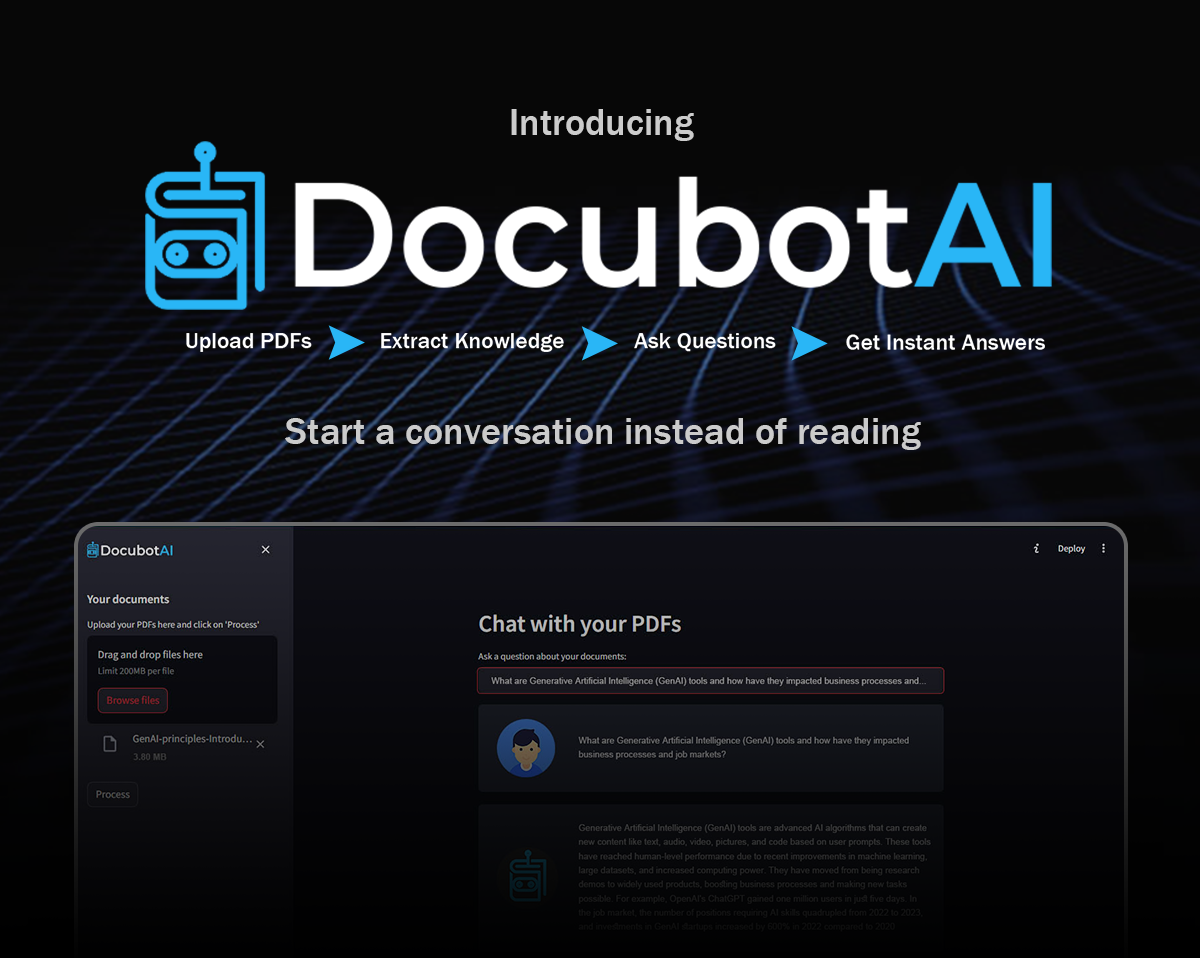 Introducing
DocubotAI
Upload PDFs
Extract Knowledge
Ask Questions
Get Instant Answers
Start a conversation instead of reading
DocubotAI
Deploy
Your documents
Upload your PDFs here and click on 'Process'
Drag and drop files here
Limit 200MB per file
Browse files
GenAI-principles-Introdu...
3.80 MB
Process
Chat with your PDFs
Ask a question about your documents:
What are Generative Artificial Intelligence (GenAI) tools and how have they impacted business processes and...
What are Generative Artificial Intelligence (GenAI) tools and how have they impacted
business processes and job markets?
Generative Artificial Intelligence (GenAI) tools are advanced AI algorithms that can create
new content like text, audio, video, pictures, and code based on user prompts. These tools
have reached human-level performance due to recent improvements in machine learning,
large datasets, and increased computing power. They have moved from being research
demos to widely used products, boosting business processes and making new tasks
possible. For example, OpenAI's ChatGPT gained one million users in just five days. In
the job market, the number of positions requiring AI skills quadrupled from 2022 to 2023,
and investments in GenAI startups increased by 600% in 2022 compared to 2020